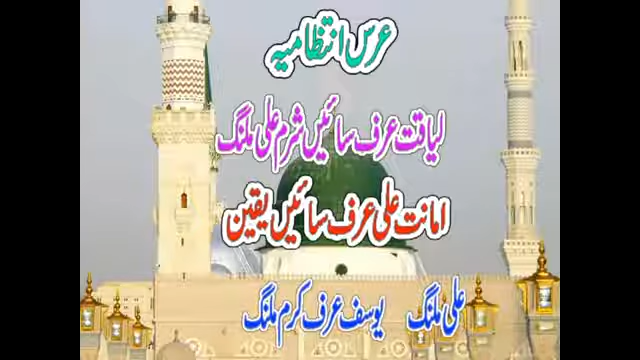 عرس انتظامیہ
لیاقت عرف سائیں شرم علی ملنگ
امانت علی عرف سائیں یقین
علی ملنگ یوسف عرف کرم ملنگ